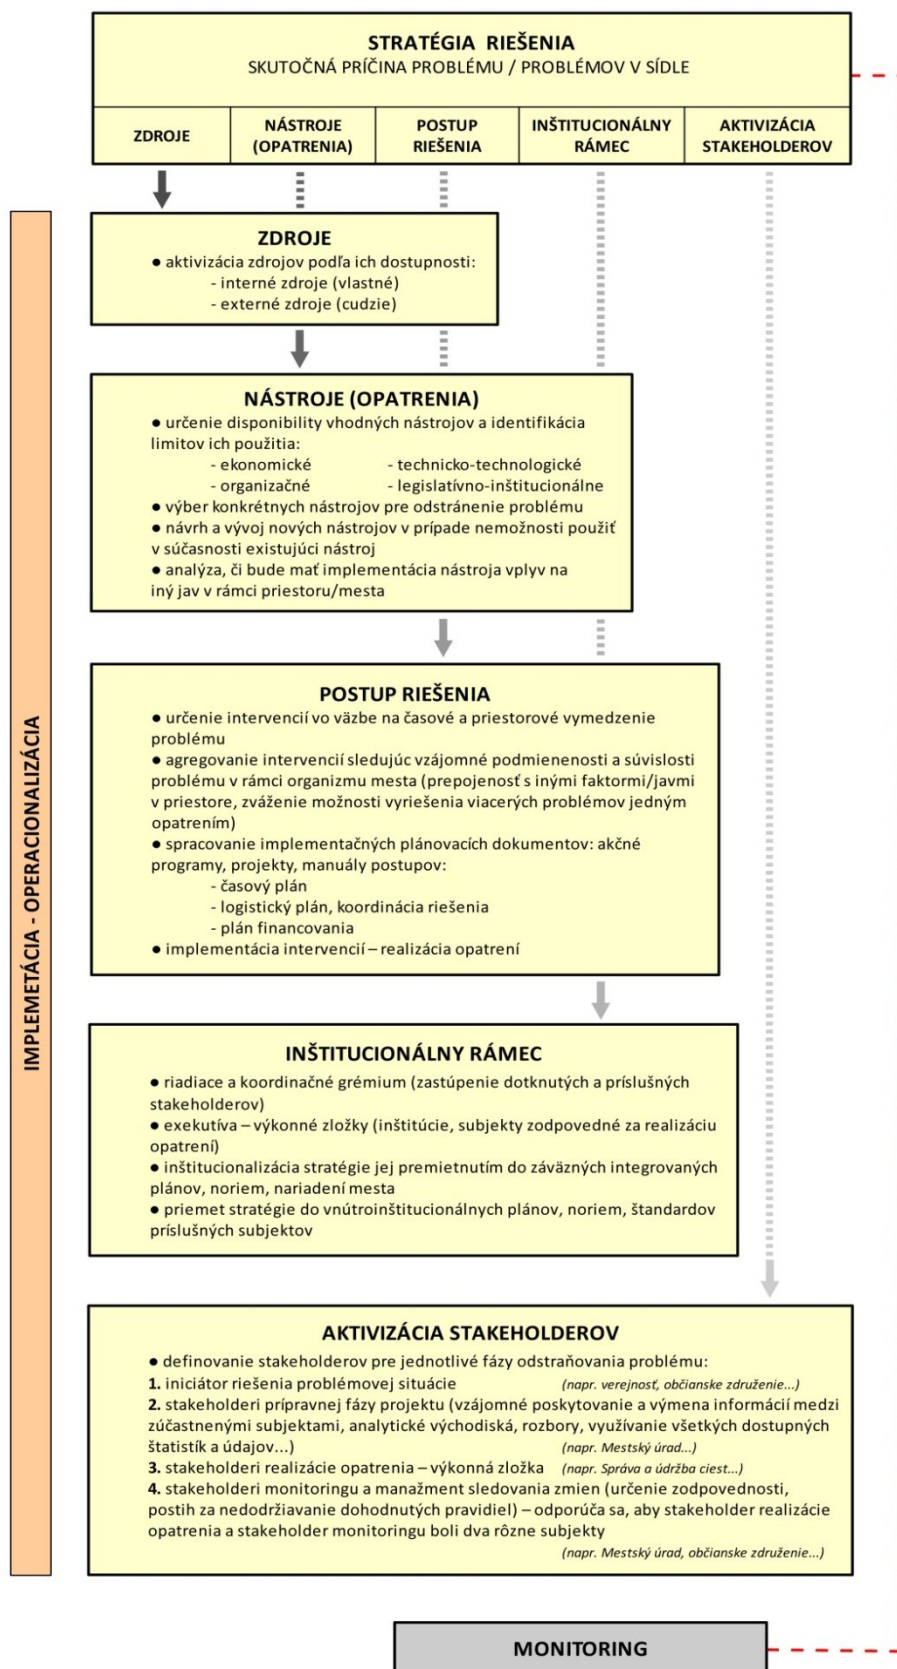 STRATÉGIA RIEŠENIA
SKUTOČNÁ PRÍČINA PROBLÉMU / PROBLÉMOV V SÍDLE
ZDROJE
NÁSTROJE
(OPATRENIA)
POSTUP
RIEŠENIA
INŠTITUCIONÁLNY
RÁMEC
AKTIVIZÁCIA
STAKEHOLDEROV
IMPLEMETÁCIA - OPERACIONALIZÁCIA
ZDROJE
● aktivizácia zdrojov podľa ich dostupnosti:
- interné zdroje (vlastné)
- externé zdroje (cudzie)
NÁSTROJE (OPATRENIA)
● určenie disponibility vhodných nástrojov a identifikácia
limitov ich použitia:
- ekonomické - technicko-technologické
- organizačné - legislatívno-inštitucionálne
● výber konkrétnych nástrojov pre odstránenie problému
● návrh a vývoj nových nástrojov v prípade nemožnosti použiť
v súčasnosti existujúci nástroj
● analýza, či bude mať implementácia nástroja vplyv na
iný jav v rámci priestoru/mesta
POSTUP RIEŠENIA
● určenie intervencií vo väzbe na časové a priestorové vymedzenie
problému
● agregovanie intervencií sledujúc vzájomné podmienenosti a súvislosti
problému v rámci organizmu mesta (prepojenosť s inými faktormi/javmi
v priestore, zváženie možnosti vyriešenia viacerých problémov jedným
opatrením)
● spracovanie implementačných plánovacích dokumentov: akčné
programy, projekty, manuály postupov:
- časový plán
- logistický plán, koordinácia riešenia
- plán financovania
● implementácia intervencií – realizácia opatrení
INŠTITUCIONÁLNY RÁMEC
● riadiace a koordinačné grémium (zastúpenie dotknutých a príslušných
stakeholderov)
● exekutíva – výkonné zložky (inštitúcie, subjekty zodpovedné za realizáciu
opatrení)
● inštitucionalizácia stratégie jej premietnutím do záväzných integrovaných
plánov, noriem, nariadení mesta
● priemet stratégie do vnútroinštitucionálnych plánov, noriem, štandardov
príslušných subjektov
AKTIVIZÁCIA STAKEHOLDEROV
● definovanie stakeholderov pre jednotlivé fázy odstraňovania problému:
1. iniciátor riešenia problémovej situácie (napr. verejnosť, občianske združenie...)
2. stakeholderi prípravnej fázy projektu (vzájomné poskytovanie a výmena informácií medzi
zúčastnenými subjektami, analytické východiská, rozbory, využívanie všetkých dostupných
štatistík a údajov...) (napr. Mestský úrad...)
3. stakeholderi realizácie opatrenia – výkonná zložka (napr. Správa a údržba ciest...)
4. stakeholderi monitoringu a manažment sledovania zmien (určenie zodpovednosti,
postih za nedodržiavanie dohodnutých pravidiel) – odporúča sa, aby stakeholder realizácie
opatrenia a stakeholder monitoringu boli dva rôzne subjekty
(napr. Mestský úrad, občianske združenie...)
MONITORING